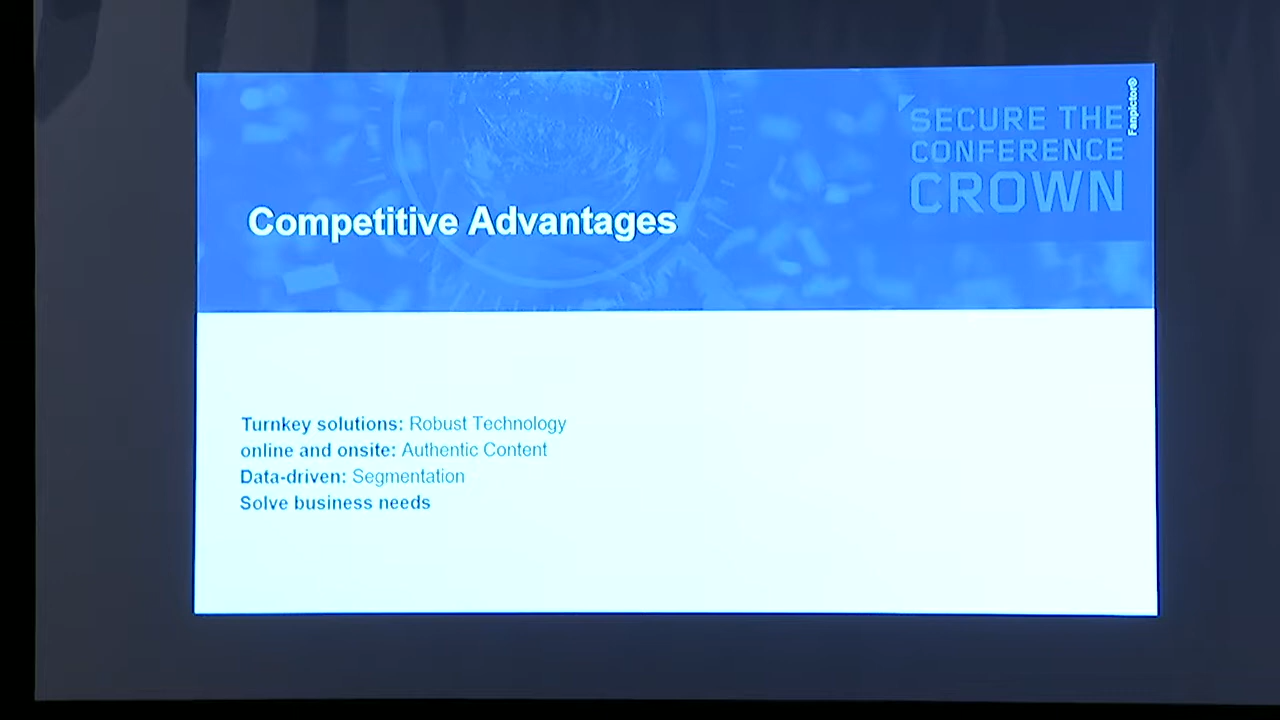 SECURE THE
CONFERENCE
CROWN
Fanpictor®
Competitive Advantages
Turnkey solutions: Robust Technology
online and onsite: Authentic Content
Data-driven: Segmentation
Solve business needs